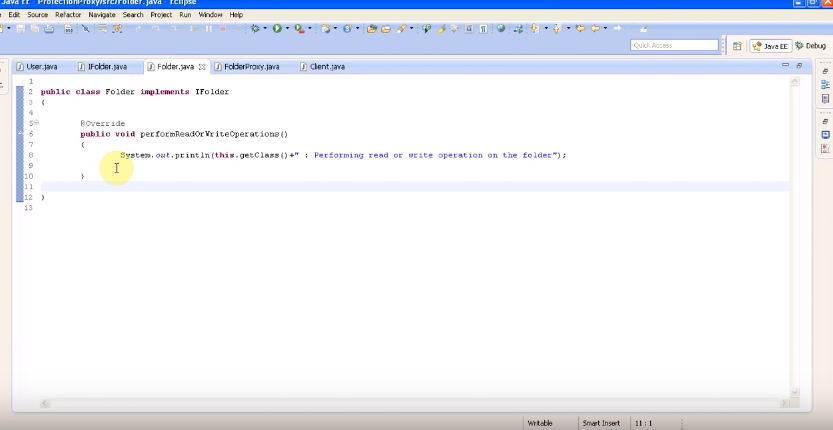 Java EE - ProtectionProxy/src/Folder.java - Eclipse
Edit Source Refactor Navigate Search Project Run Window Help
Quick Access
Java EE
Debug
User.java
IFolder.java
Folder.java
FolderProxy.java
Client.java
1
2 public class Folder implements IFolder
3 {
4
5 @Override
6 public void performReadOrWriteOperations()
7 {
8 System.out.println(this.getClass()+" : Performing read or write operation on the folder");
9
10 }
11
12 }
13
Writable
Smart Insert
11 : 1